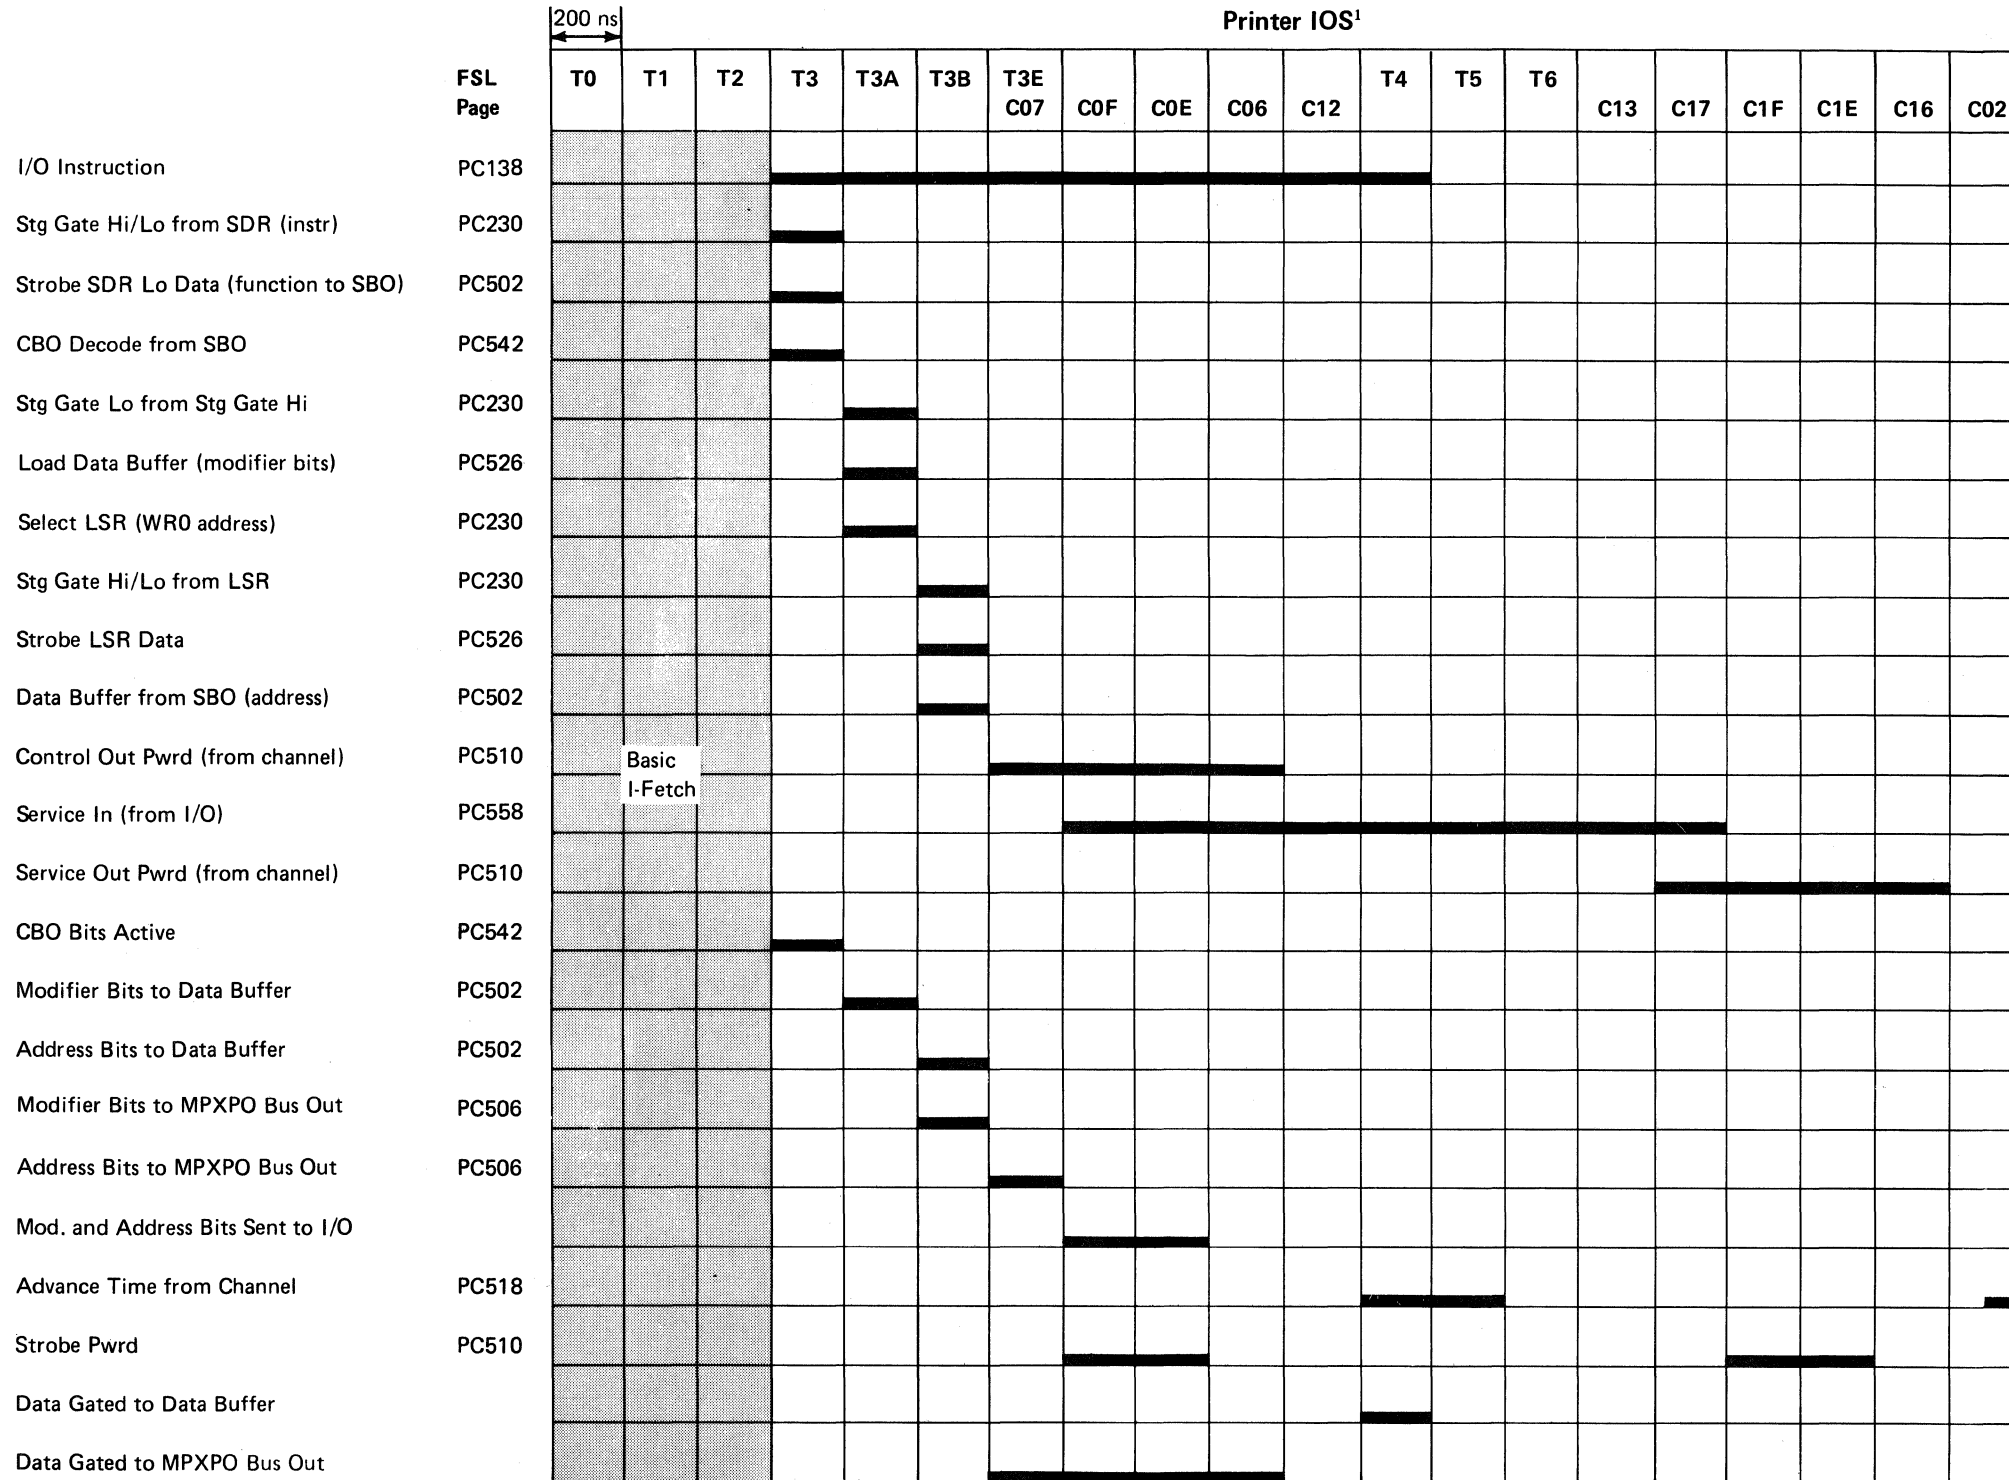 200 ns
Printer IOS¹
FSL T0 T1 T2 T3 T3A T3B T3E T4 T5 T6
Page C07 C0F C0E C06 C12 C13 C17 C1F C1E C16 C02
I/O Instruction PC138
Stg Gate Hi/Lo from SDR (instr) PC230
Strobe SDR Lo Data (function to SBO) PC502
CBO Decode from SBO PC542
Stg Gate Lo from Stg Gate Hi PC230
Load Data Buffer (modifier bits) PC526
Select LSR (WR0 address) PC230
Stg Gate Hi/Lo from LSR PC230
Strobe LSR Data PC526
Data Buffer from SBO (address) PC502
Control Out Pwrd (from channel) PC510
Basic
I-Fetch
Service In (from I/O) PC558
Service Out Pwrd (from channel) PC510
CBO Bits Active PC542
Modifier Bits to Data Buffer PC502
Address Bits to Data Buffer PC502
Modifier Bits to MPXPO Bus Out PC506
Address Bits to MPXPO Bus Out PC506
Mod. and Address Bits Sent to I/O
Advance Time from Channel PC518
Strobe Pwrd PC510
Data Gated to Data Buffer
Data Gated to MPXPO Bus Out